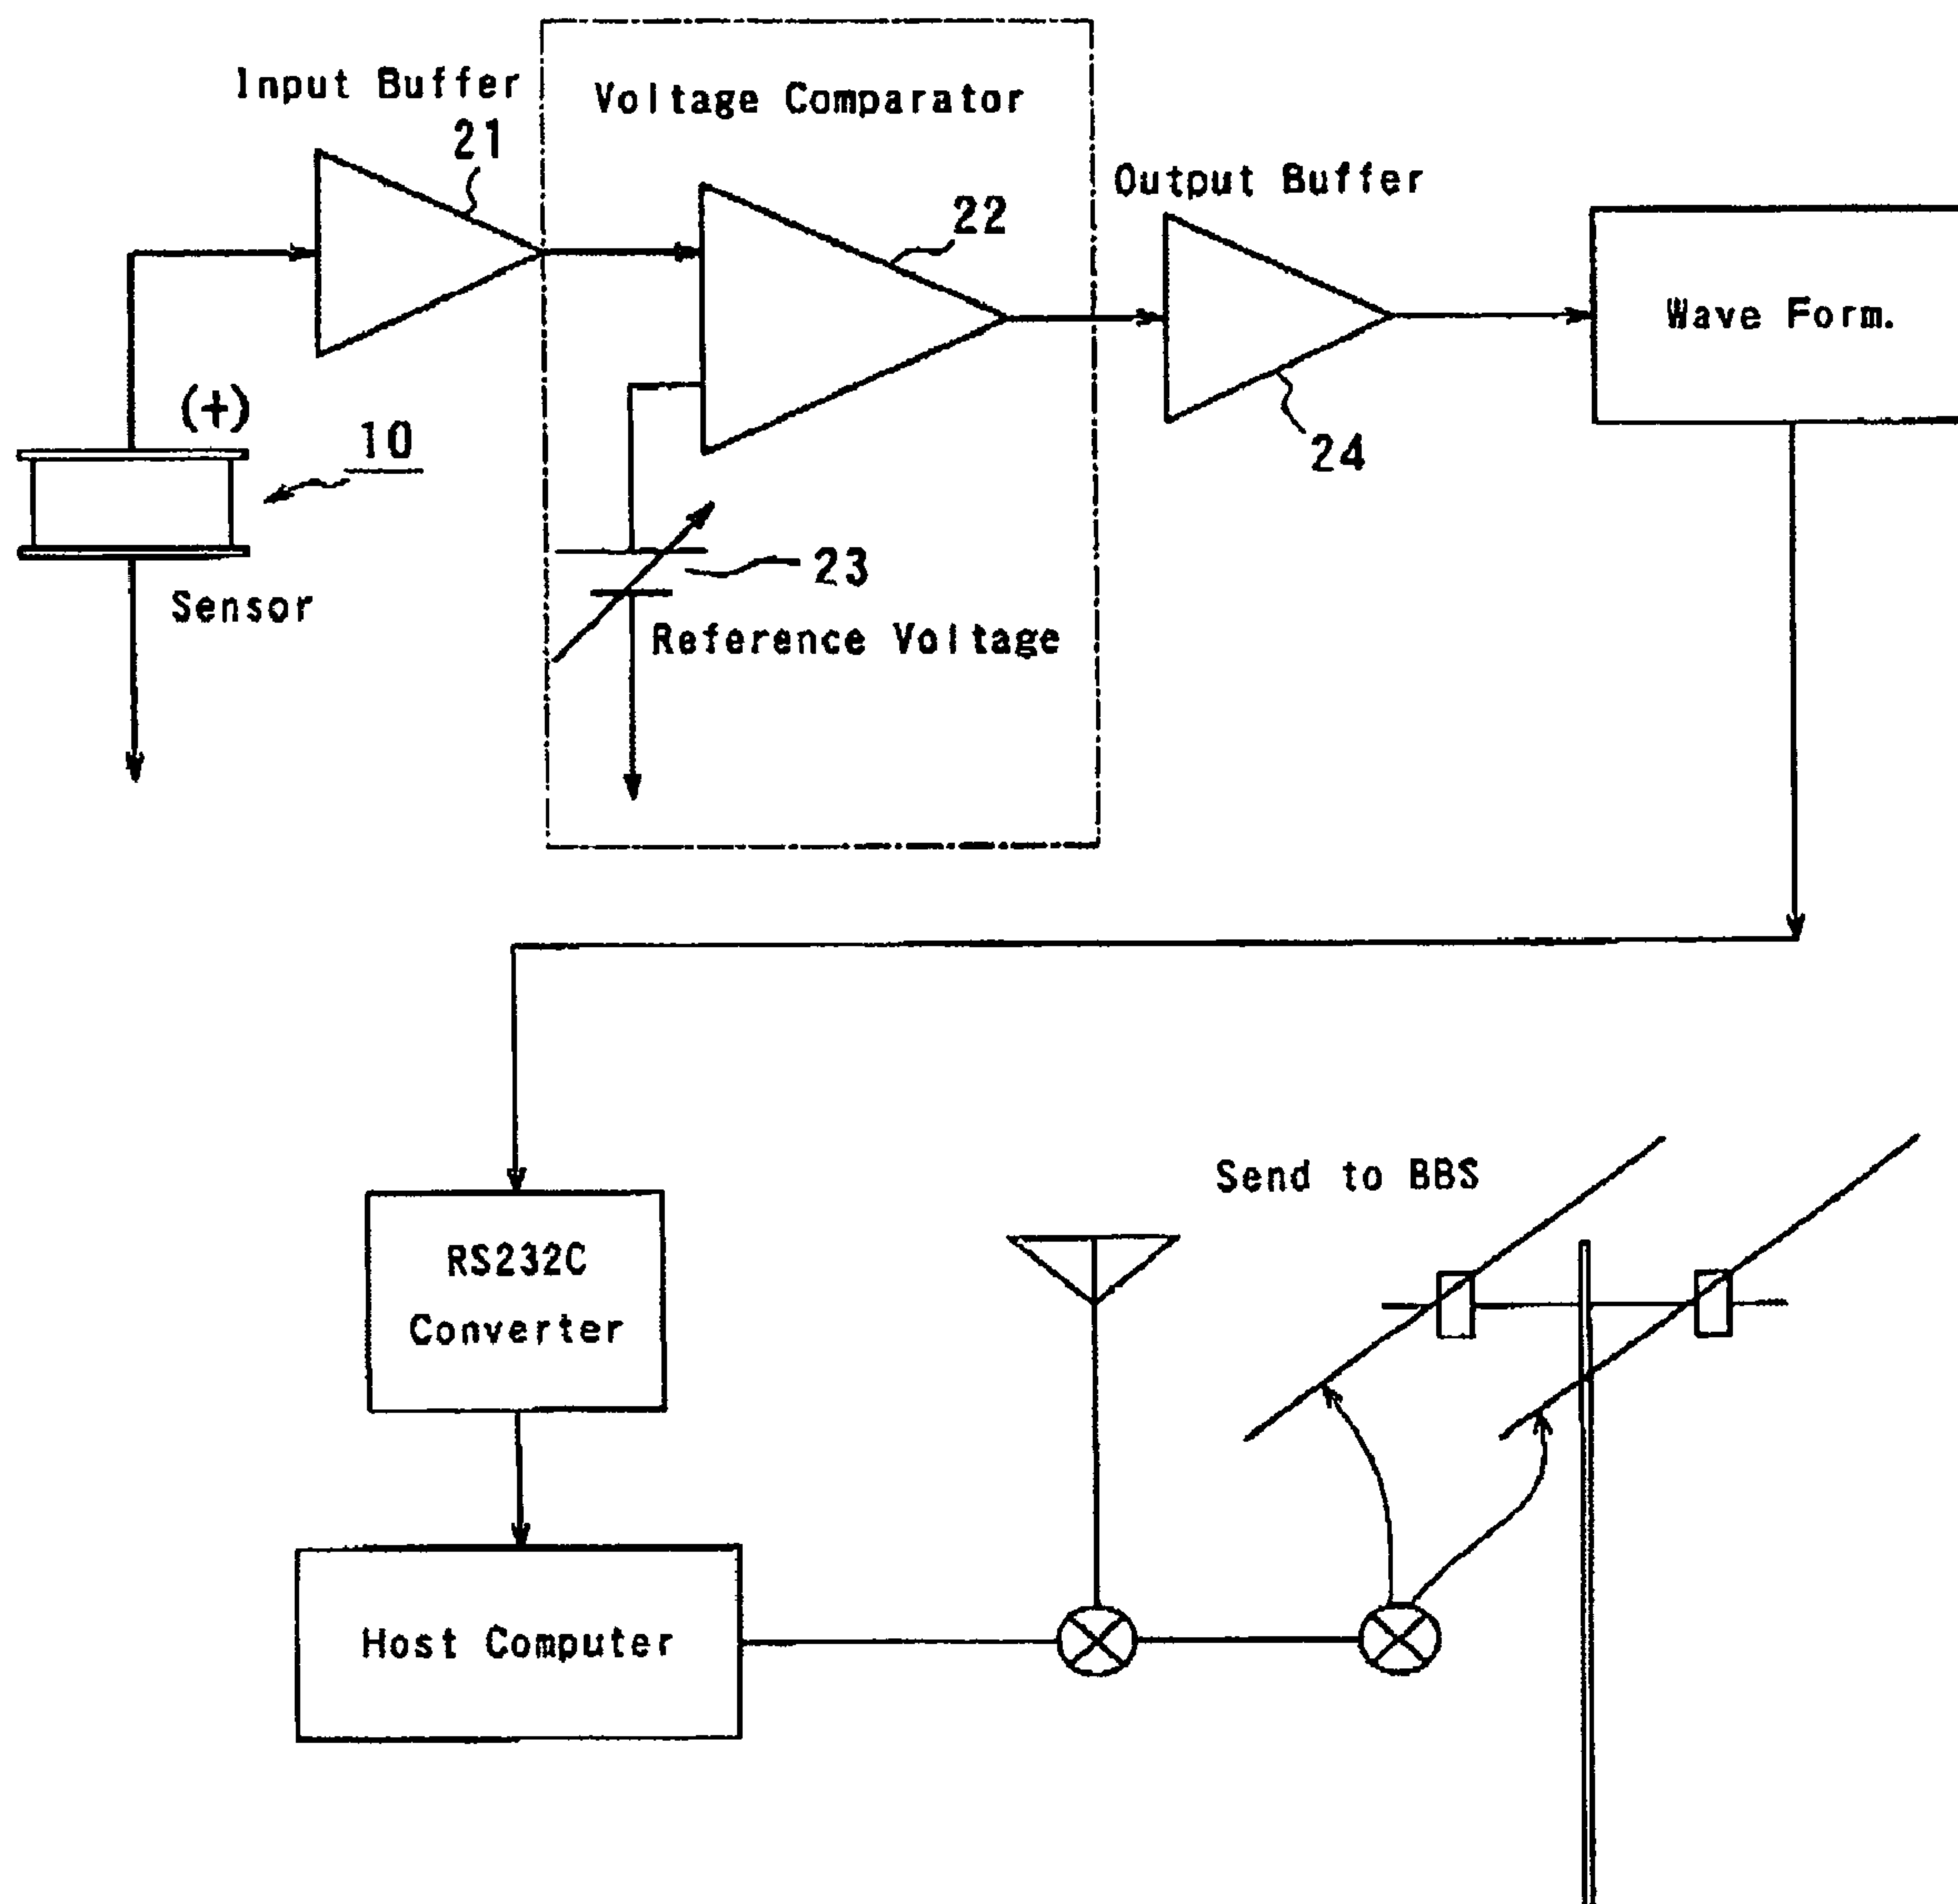 Input Buffer
21
Voltage Comparator
22
Output Buffer
Wave Form.
(+)
10
24
23
Sensor
Reference Voltage
Send to BBS
RS232C
Converter
Host Computer